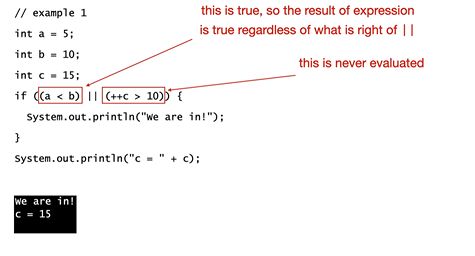 // example 1
this is true, so the result of expression
is true regardless of what is right of ||
int a = 5;
int b = 10;
int c = 15;
this is never evaluated
if ((a < b) || (++c > 10)) {
System.out.println("We are in!");
}
System.out.println("c = " + c);
We are in!
c = 15